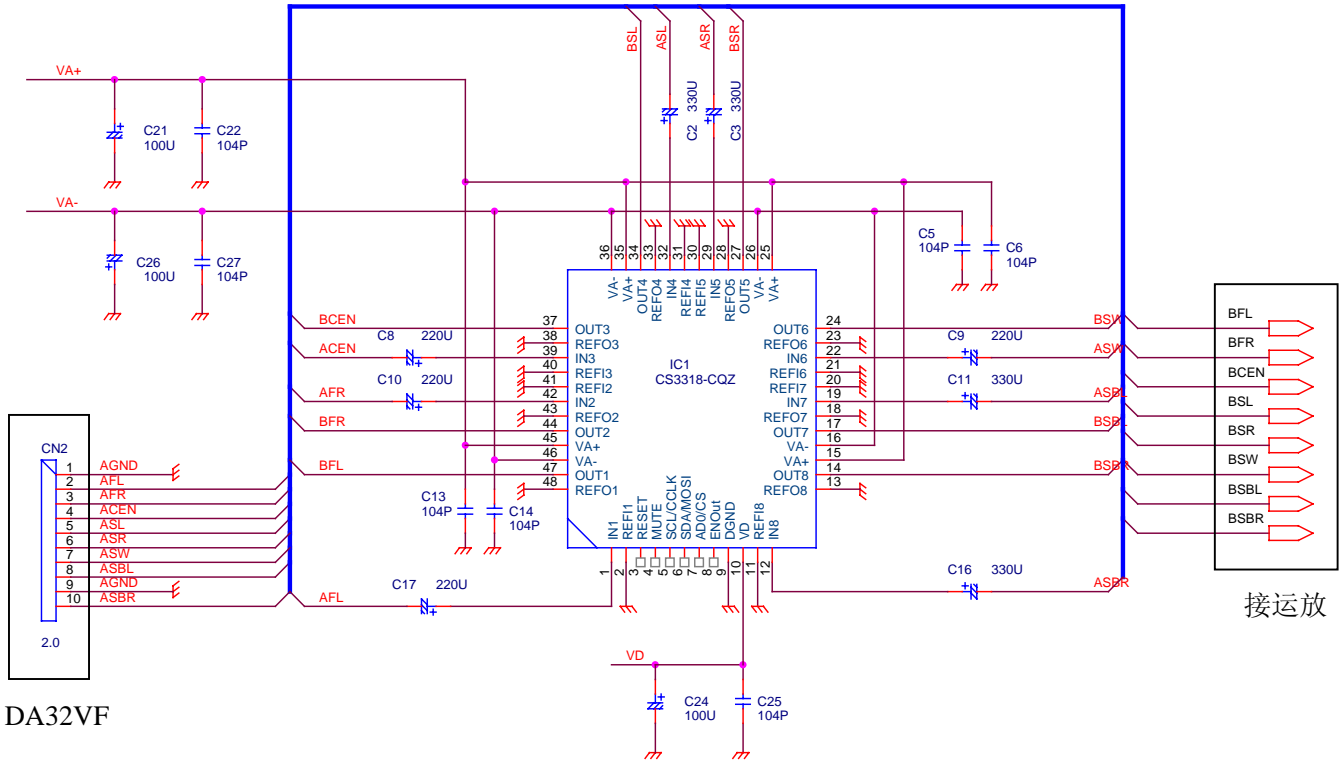 BSL
ASL
ASR
BSR
C2 330U
C3 330U
VA+
C21
100U
C22
104P
VA-
C26
100U
C27
104P
C5
104P
C6
104P
36
35
34
33
32
31
30
29
28
27
26
25
VA-
VA+
OUT4
REFO4
IN4
REFI4
REFI5
IN5
REFO5
OUT5
VA-
VA+
BCEN
37
OUT3
38
REFO3
ACEN
C8
220U
39
IN3
40
REFI3
41
REFI2
AFR
C10
220U
42
IN2
43
REFO2
BFR
44
OUT2
45
VA+
46
VA-
BFL
47
OUT1
48
REFO1
IC1
CS3318-CQZ
OUT6
24
BSW
REFO6
23
IN6
22
C9
220U
ASW
REFI6
21
REFI7
20
IN7
19
C11
330U
ASBL
REFO7
18
OUT7
17
BSBL
VA-
16
VA+
15
OUT8
14
BSBR
REFO8
13
IN1
REFI1
RESET
MUTE
SCL/CCLK
SDA/MOSI
AD0/CS
ENOut
DGND
VD
REFI8
IN8
1
2
3
4
5
6
7
8
9
10
11
12
C13
104P
C14
104P
AFL
C17
220U
C16
330U
ASBR
VD
C24
100U
C25
104P
CN2
1
AGND
2
AFL
3
AFR
4
ACEN
5
ASL
6
ASR
7
ASW
8
ASBL
9
AGND
10
ASBR
2.0
DA32VF
BFL
BFR
BCEN
BSL
BSR
BSW
BSBL
BSBR
接运放